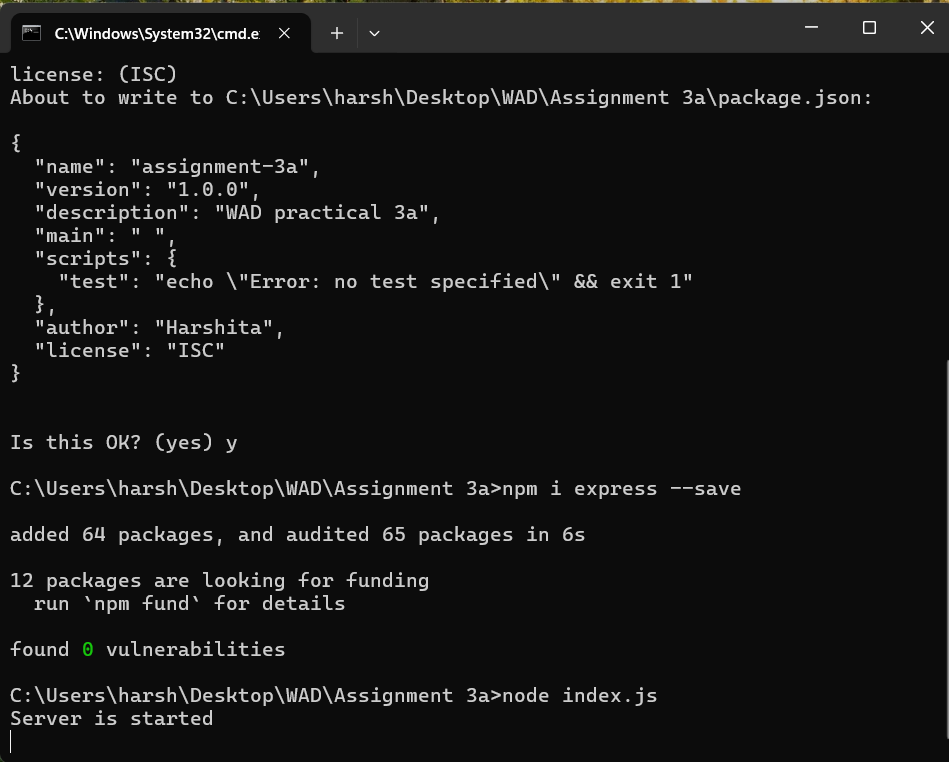 C:\Windows\System32\cmd.e
license: (ISC)
About to write to C:\Users\harsh\Desktop\WAD\Assignment 3a\package.json:
{
  "name": "assignment-3a",
  "version": "1.0.0",
  "description": "WAD practical 3a",
  "main": " ",
  "scripts": {
    "test": "echo \"Error: no test specified\" && exit 1"
  },
  "author": "Harshita",
  "license": "ISC"
}
Is this OK? (yes) y
C:\Users\harsh\Desktop\WAD\Assignment 3a>npm i express --save
added 64 packages, and audited 65 packages in 6s
12 packages are looking for funding
  run `npm fund` for details
found 0 vulnerabilities
C:\Users\harsh\Desktop\WAD\Assignment 3a>node index.js
Server is started